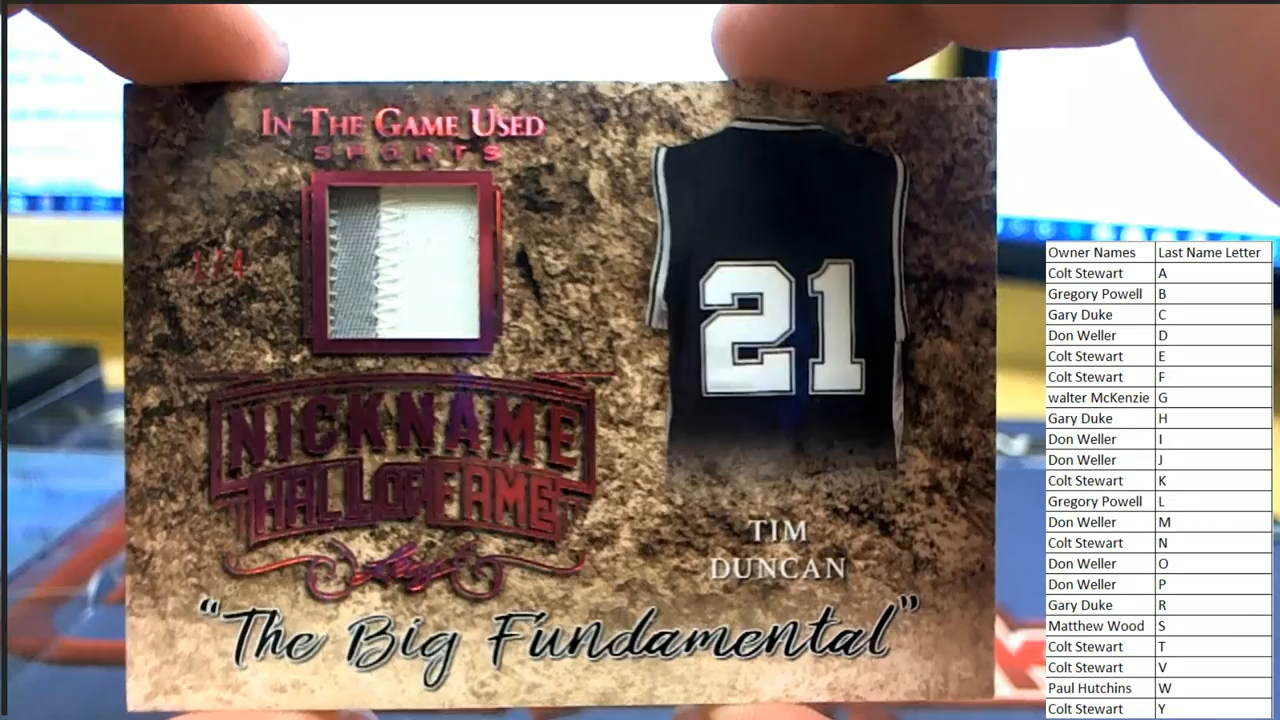 IN THE GAME USED
SPORTS
21
NICKNAME
HALL OF FAME
Leaf
TIM
DUNCAN
"The Big Fundamental"
Owner Names Last Name Letter
Colt Stewart A
Gregory Powell B
Gary Duke C
Don Weller D
Colt Stewart E
Colt Stewart F
walter McKenzie G
Gary Duke H
Don Weller I
Don Weller J
Colt Stewart K
Gregory Powell L
Don Weller M
Colt Stewart N
Don Weller O
Don Weller P
Gary Duke R
Matthew Wood S
Colt Stewart T
Colt Stewart V
Paul Hutchins W
Colt Stewart Y